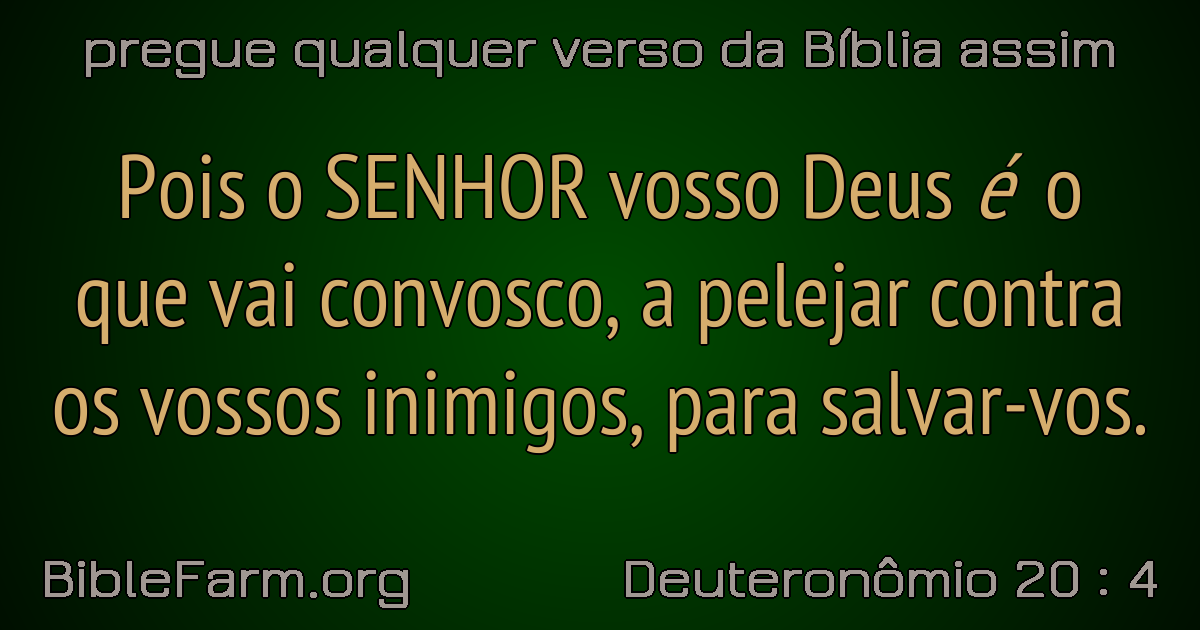 pregue qualquer verso da Bíblia assim
Pois o SENHOR vosso Deus é o
que vai convosco, a pelejar contra
os vossos inimigos, para salvar-vos.
BibleFarm.org
Deuteronômio 20 : 4